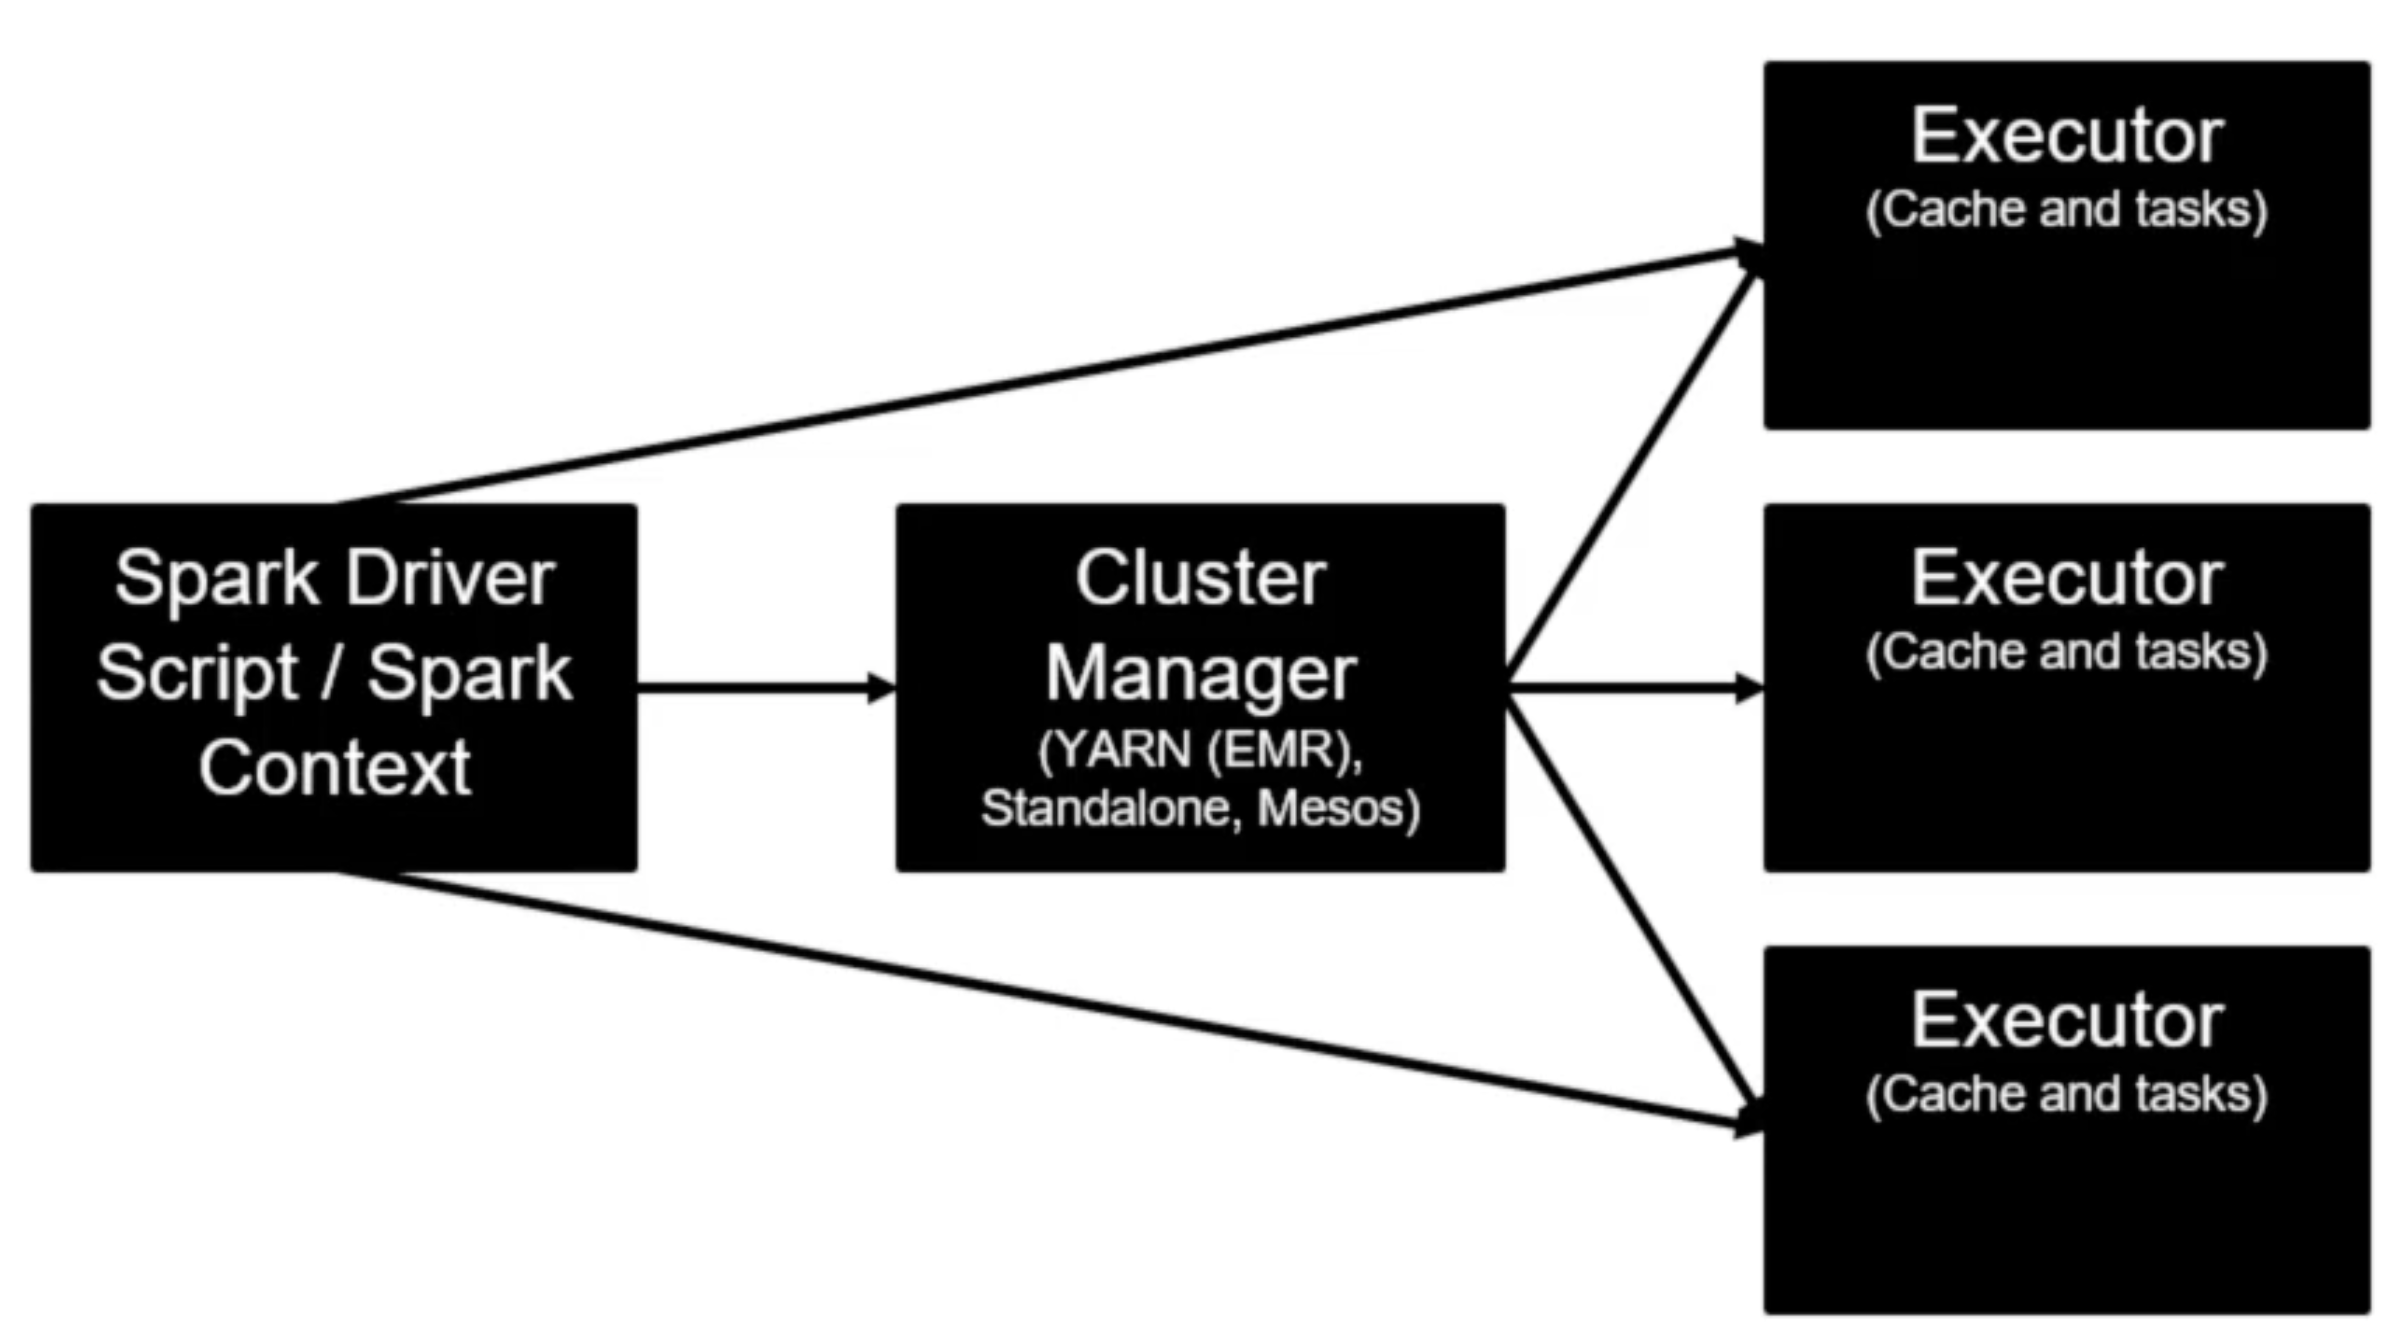 Executor
(Cache and tasks)
Spark Driver
Script / Spark
Context
Cluster
Manager
(YARN (EMR),
Standalone, Mesos)
Executor
(Cache and tasks)
Executor
(Cache and tasks)